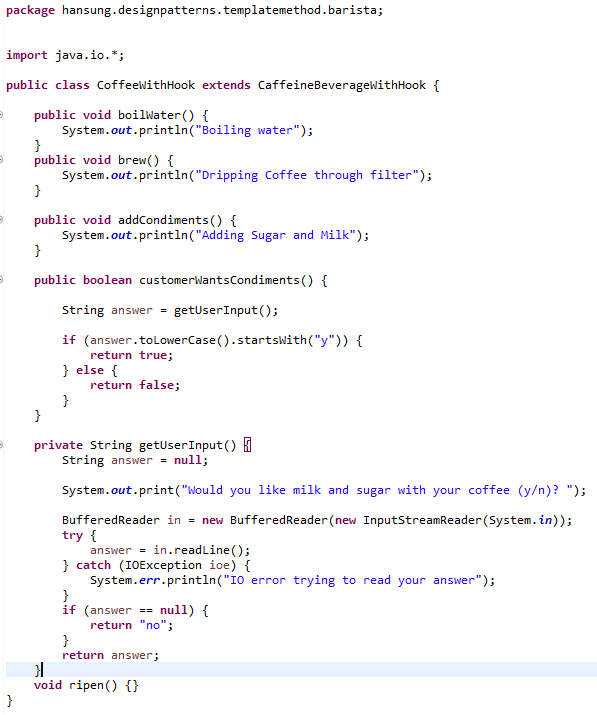 package hansung.designpatterns.templatemethod.barista;
import java.io.*;
public class CoffeeWithHook extends CaffeineBeverageWithHook {
    public void boilWater() {
        System.out.println("Boiling water");
    }
    public void brew() {
        System.out.println("Dripping Coffee through filter");
    }
    public void addCondiments() {
        System.out.println("Adding Sugar and Milk");
    }
    public boolean customerWantsCondiments() {
        String answer = getUserInput();
        if (answer.toLowerCase().startsWith("y")) {
            return true;
        } else {
            return false;
        }
    }
    private String getUserInput() {
        String answer = null;
        System.out.print("Would you like milk and sugar with your coffee (y/n)? ");
        BufferedReader in = new BufferedReader(new InputStreamReader(System.in));
        try {
            answer = in.readLine();
        } catch (IOException ioe) {
            System.err.println("IO error trying to read your answer");
        }
        if (answer == null) {
            return "no";
        }
        return answer;
    }
    void ripen() {}
}